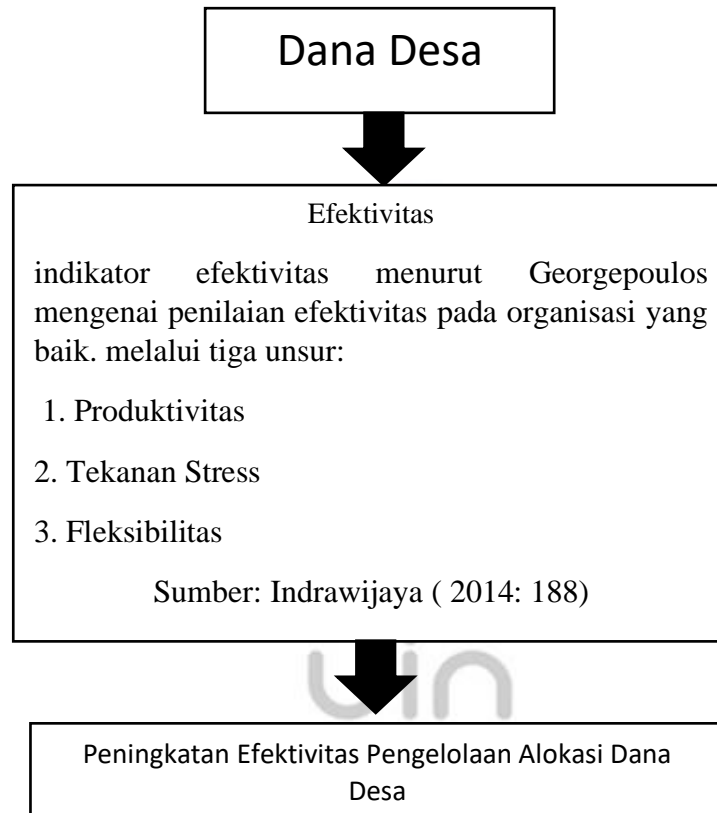 Dana Desa
Efektivitas
indikator efektivitas menurut Georgepoulos
mengenai penilaian efektivitas pada organisasi yang
baik. melalui tiga unsur:
1. Produktivitas
2. Tekanan Stress
3. Fleksibilitas
Sumber: Indrawijaya ( 2014: 188)
uin
Peningkatan Efektivitas Pengelolaan Alokasi Dana
Desa